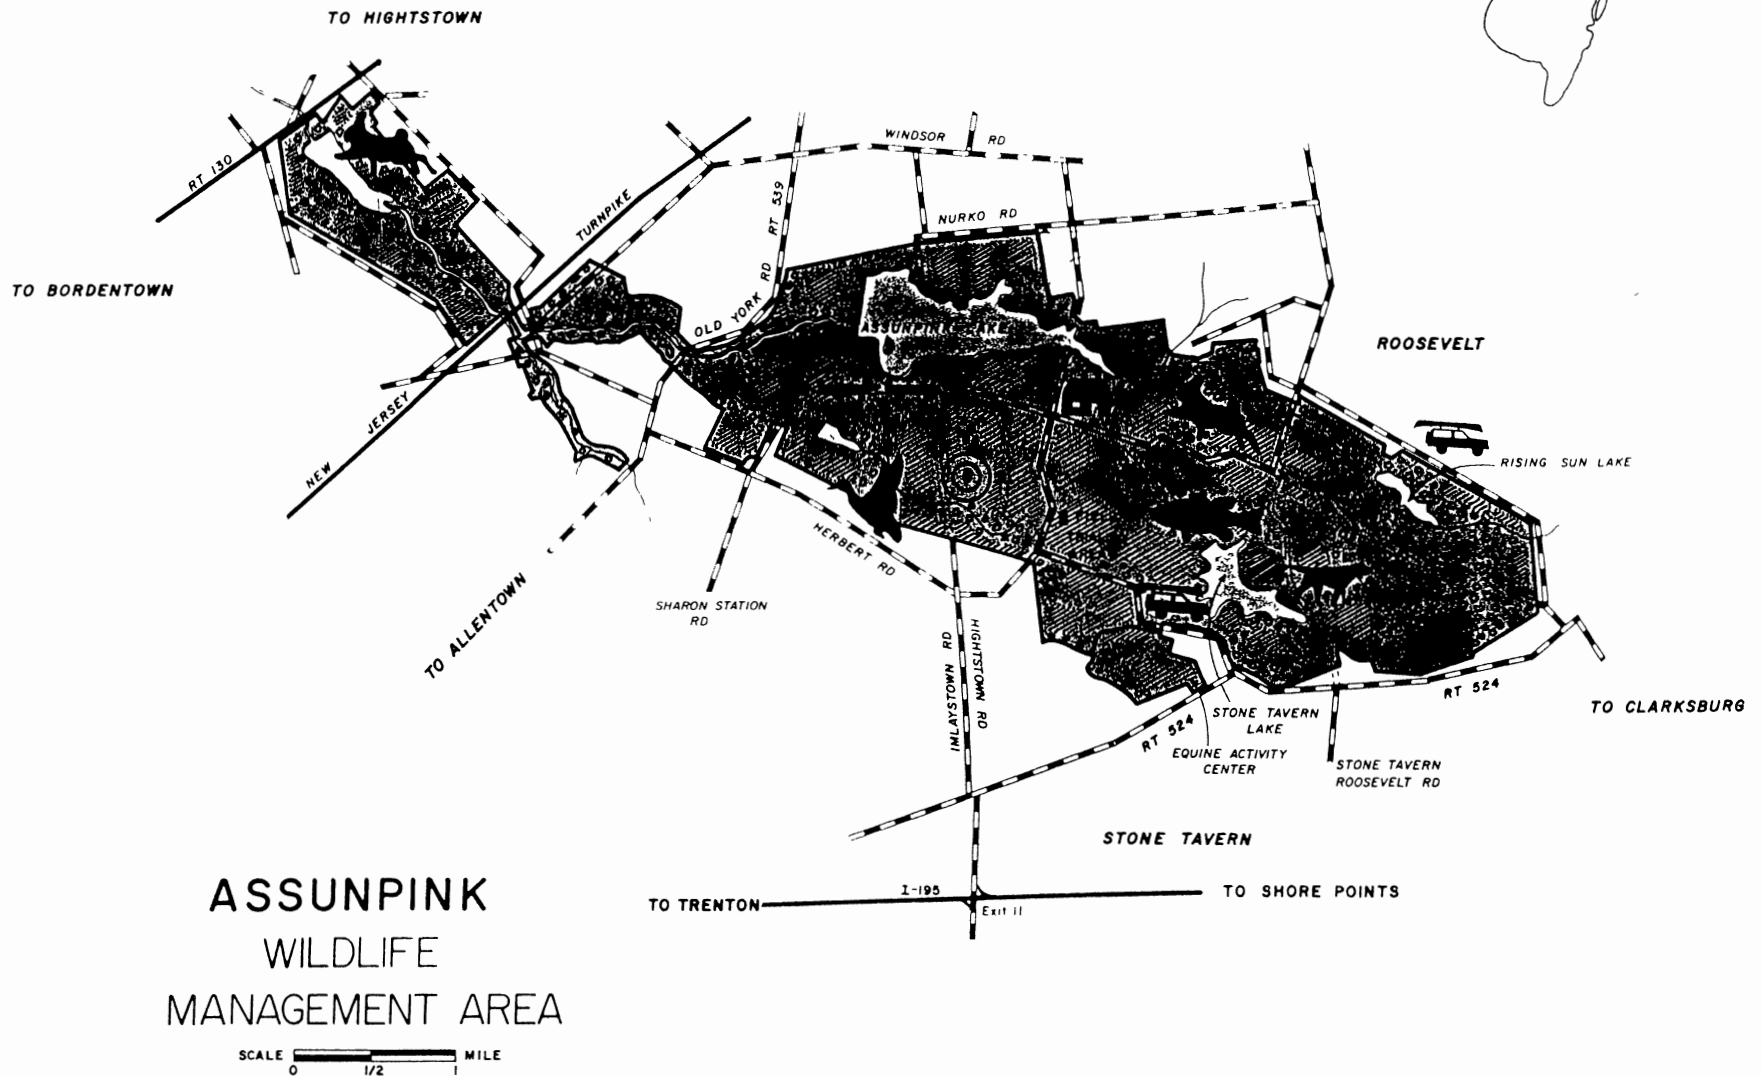 TO HIGHTSTOWN
RT 130
WINDSOR RD
TURNPIKE
RT 539
NURKO RD
TO BORDENTOWN
OLD YORK RD
ASSUNPINK LAKE
ROOSEVELT
JERSEY
NEW
RISING SUN LAKE
HERBERT RD
TO ALLENTOWN
SHARON STATION
RD
IMLAYSTOWN RD
HIGHTSTOWN RD
RT 524
TO CLARKSBURG
STONE TAVERN
LAKE
RT 524
EQUINE ACTIVITY
CENTER
STONE TAVERN
ROOSEVELT RD
STONE TAVERN
ASSUNPINK
WILDLIFE
MANAGEMENT AREA
SCALE MILE
0 1/2 1
TO TRENTON
I-195
Exit 11
TO SHORE POINTS